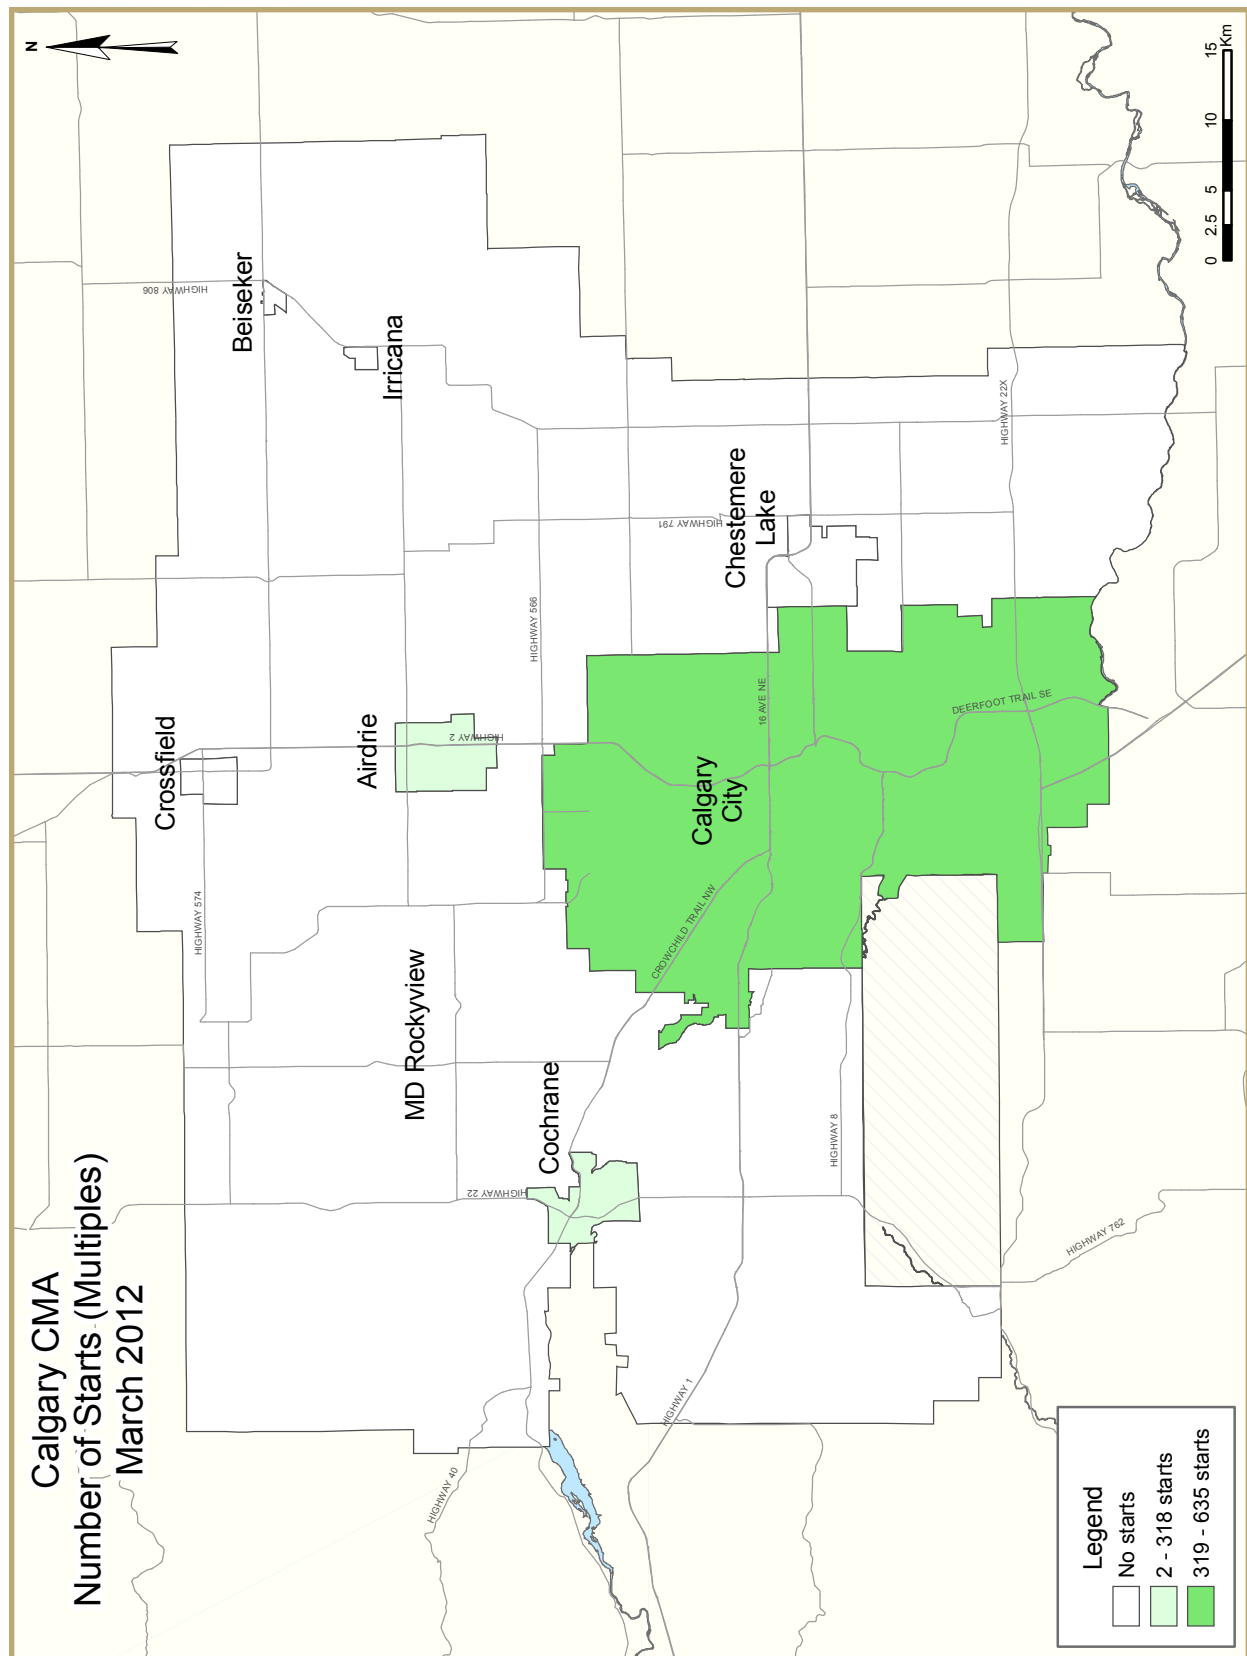 Calgary CMA
Number of Starts (Multiples)
March 2012
N
Beiseker
HIGHWAY 806
Irricana
Crossfield
Airdrie
HIGHWAY 2
HIGHWAY 566
HIGHWAY 574
MD Rockyview
Chestemere
Lake
HIGHWAY 791
HIGHWAY 22X
16 AVE NE
DEERFOOT TRAIL SE
Calgary
City
CROWCHILD TRAIL NW
Cochrane
HIGHWAY 22
HIGHWAY 8
HIGHWAY 762
HIGHWAY 1
HIGHWAY 40
Legend
No starts
2 - 318 starts
319 - 635 starts
0 2.5 5 10 15
Km